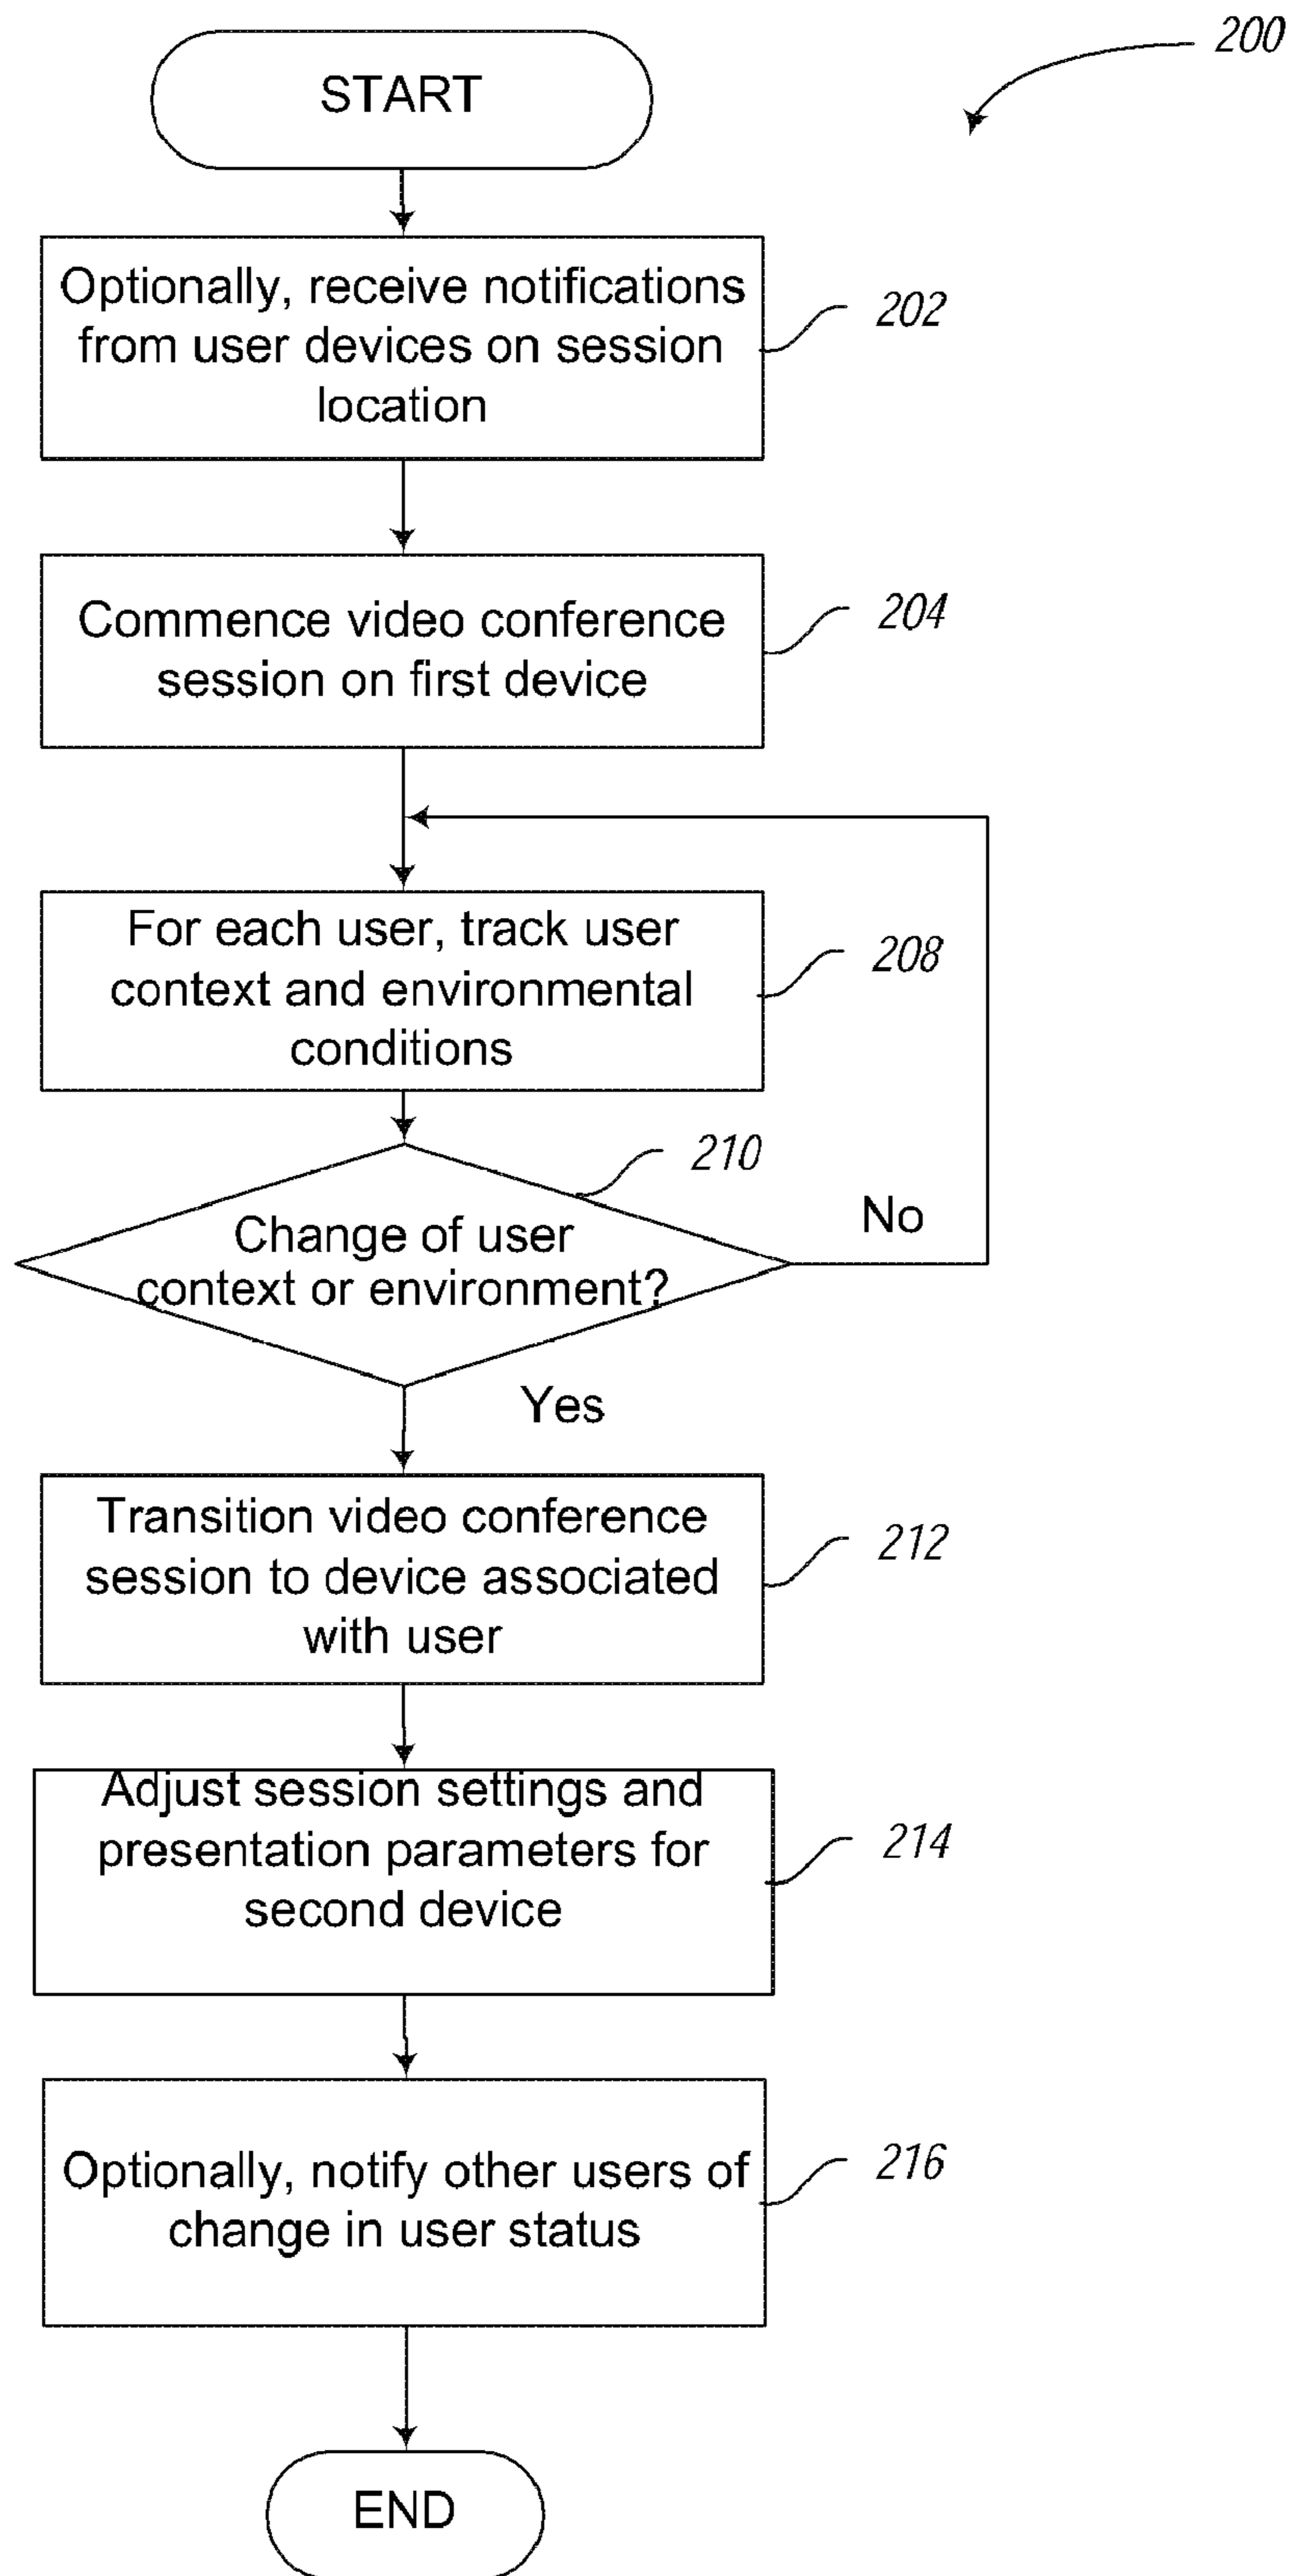 200
START
Optionally, receive notifications
from user devices on session
location
202
Commence video conference
session on first device
204
For each user, track user
context and environmental
conditions
208
210
Change of user
context or environment?
No
Yes
Transition video conference
session to device associated
with user
212
Adjust session settings and
presentation parameters for
second device
214
Optionally, notify other users of
change in user status
216
END